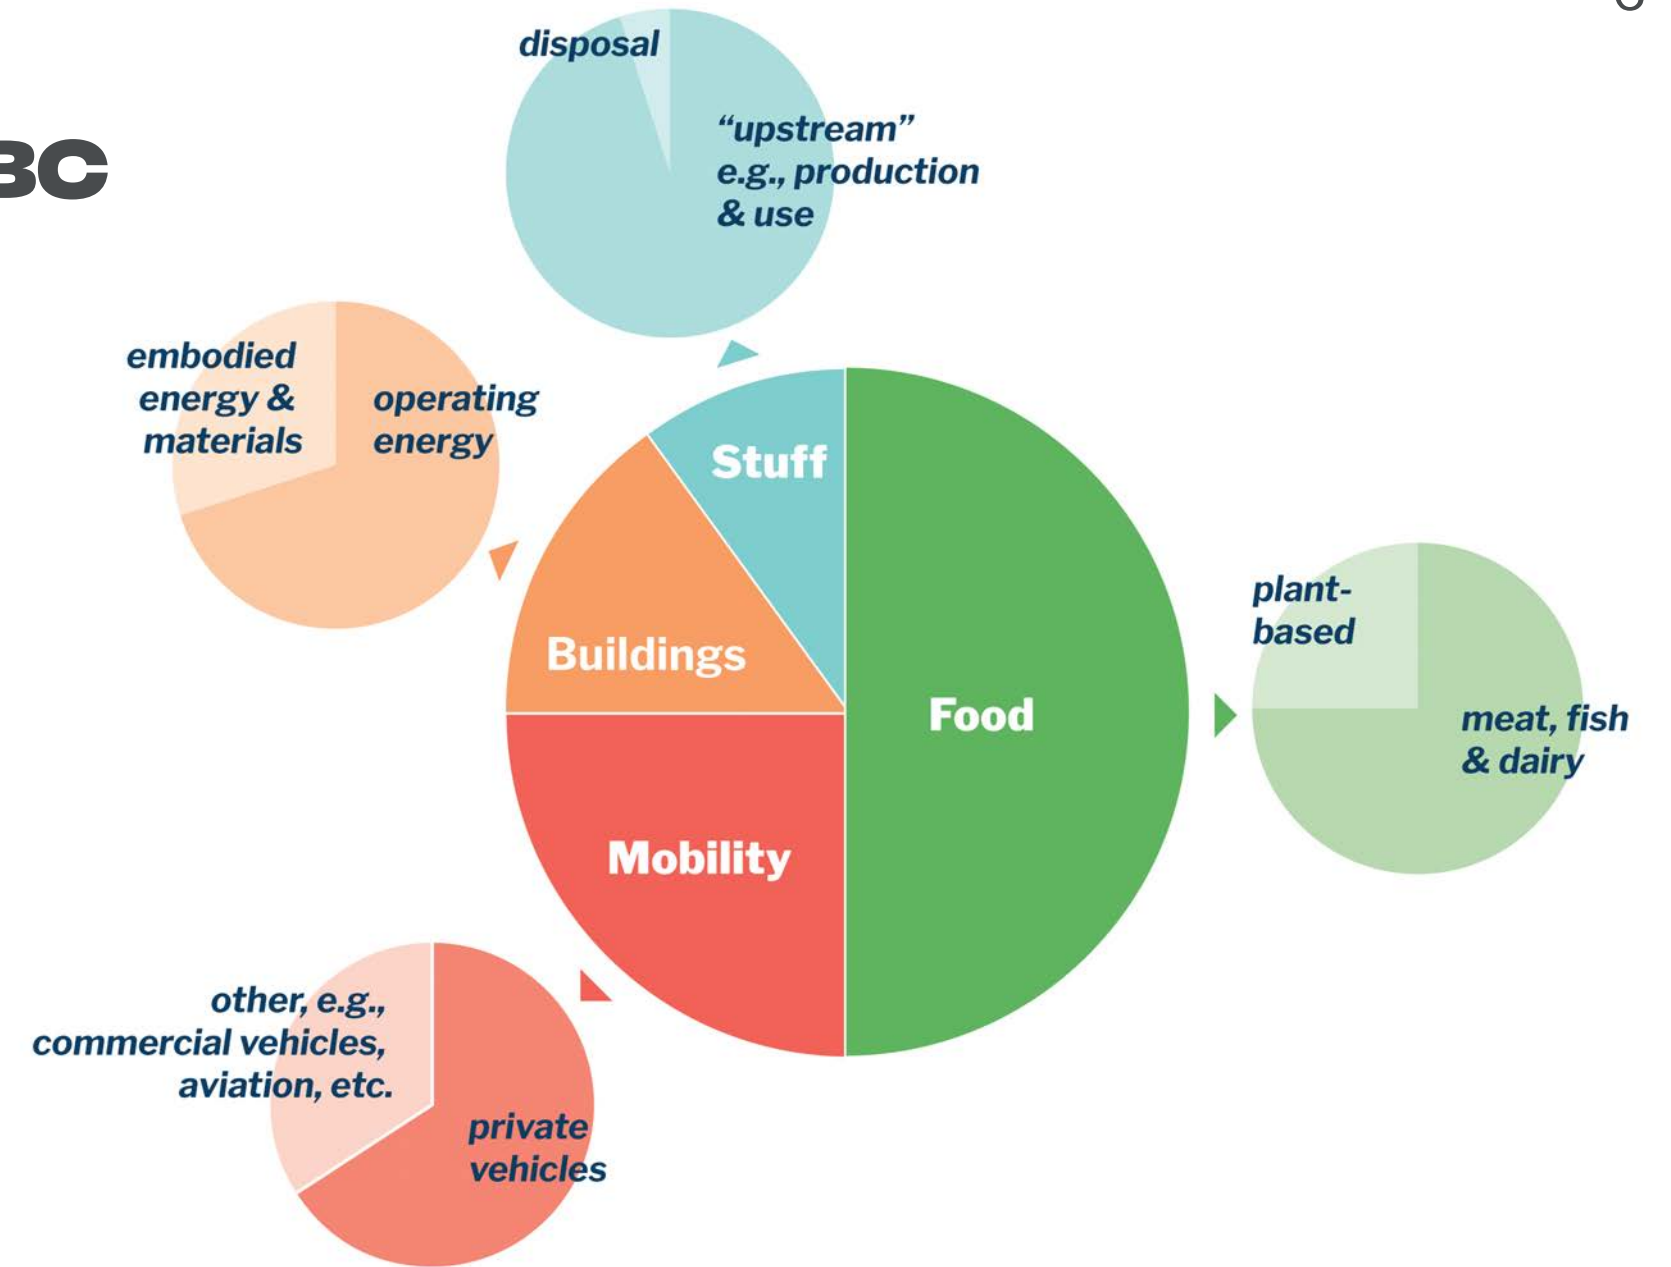 disposal
“upstream”
e.g., production
& use
BC
embodied
energy &
materials
operating
energy
Stuff
Buildings
Food
Mobility
plant-
based
meat, fish
& dairy
other, e.g.,
commercial vehicles,
aviation, etc.
private
vehicles